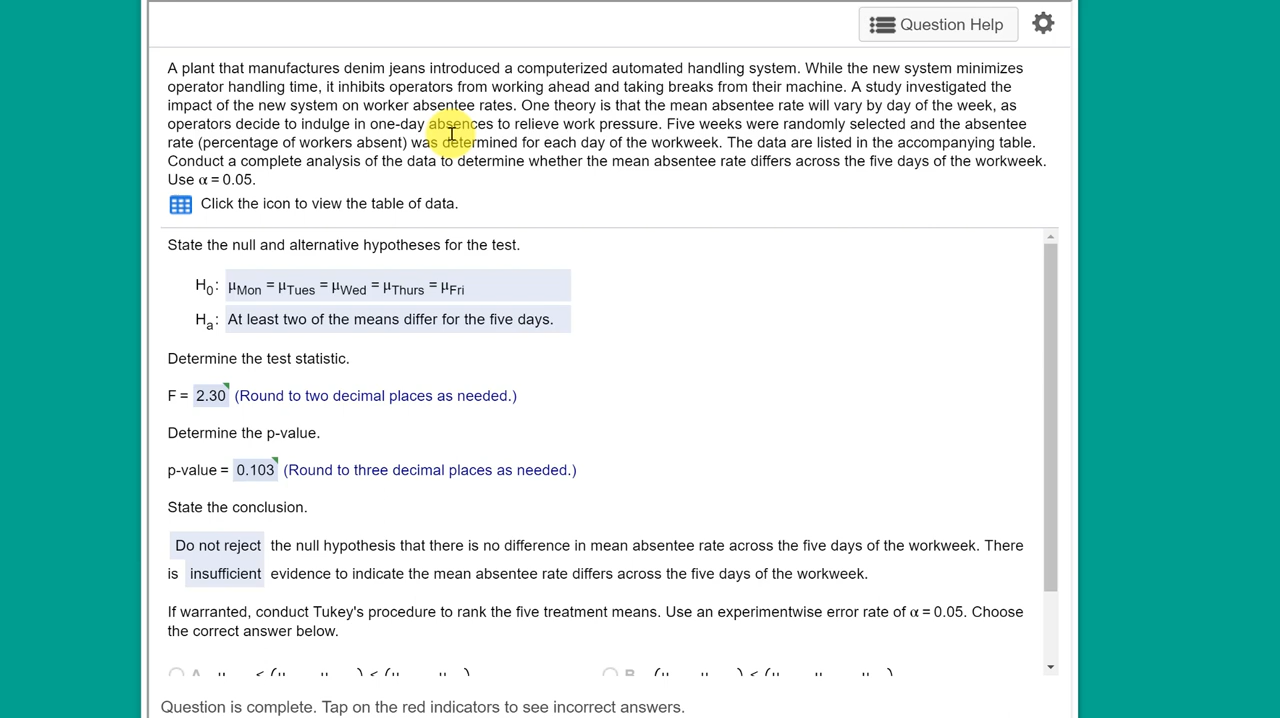 Question Help
A plant that manufactures denim jeans introduced a computerized automated handling system. While the new system minimizes
operator handling time, it inhibits operators from working ahead and taking breaks from their machine. A study investigated the
impact of the new system on worker absentee rates. One theory is that the mean absentee rate will vary by day of the week, as
operators decide to indulge in one-day absences to relieve work pressure. Five weeks were randomly selected and the absentee
rate (percentage of workers absent) was determined for each day of the workweek. The data are listed in the accompanying table.
Conduct a complete analysis of the data to determine whether the mean absentee rate differs across the five days of the workweek.
Use α = 0.05.
Click the icon to view the table of data.
State the null and alternative hypotheses for the test.
H₀: μMon = μTues = μWed = μThurs = μFri
Hₐ: At least two of the means differ for the five days.
Determine the test statistic.
F = 2.30 (Round to two decimal places as needed.)
Determine the p-value.
p-value = 0.103 (Round to three decimal places as needed.)
State the conclusion.
Do not reject the null hypothesis that there is no difference in mean absentee rate across the five days of the workweek. There
is insufficient evidence to indicate the mean absentee rate differs across the five days of the workweek.
If warranted, conduct Tukey's procedure to rank the five treatment means. Use an experimentwise error rate of α = 0.05. Choose
the correct answer below.
Question is complete. Tap on the red indicators to see incorrect answers.